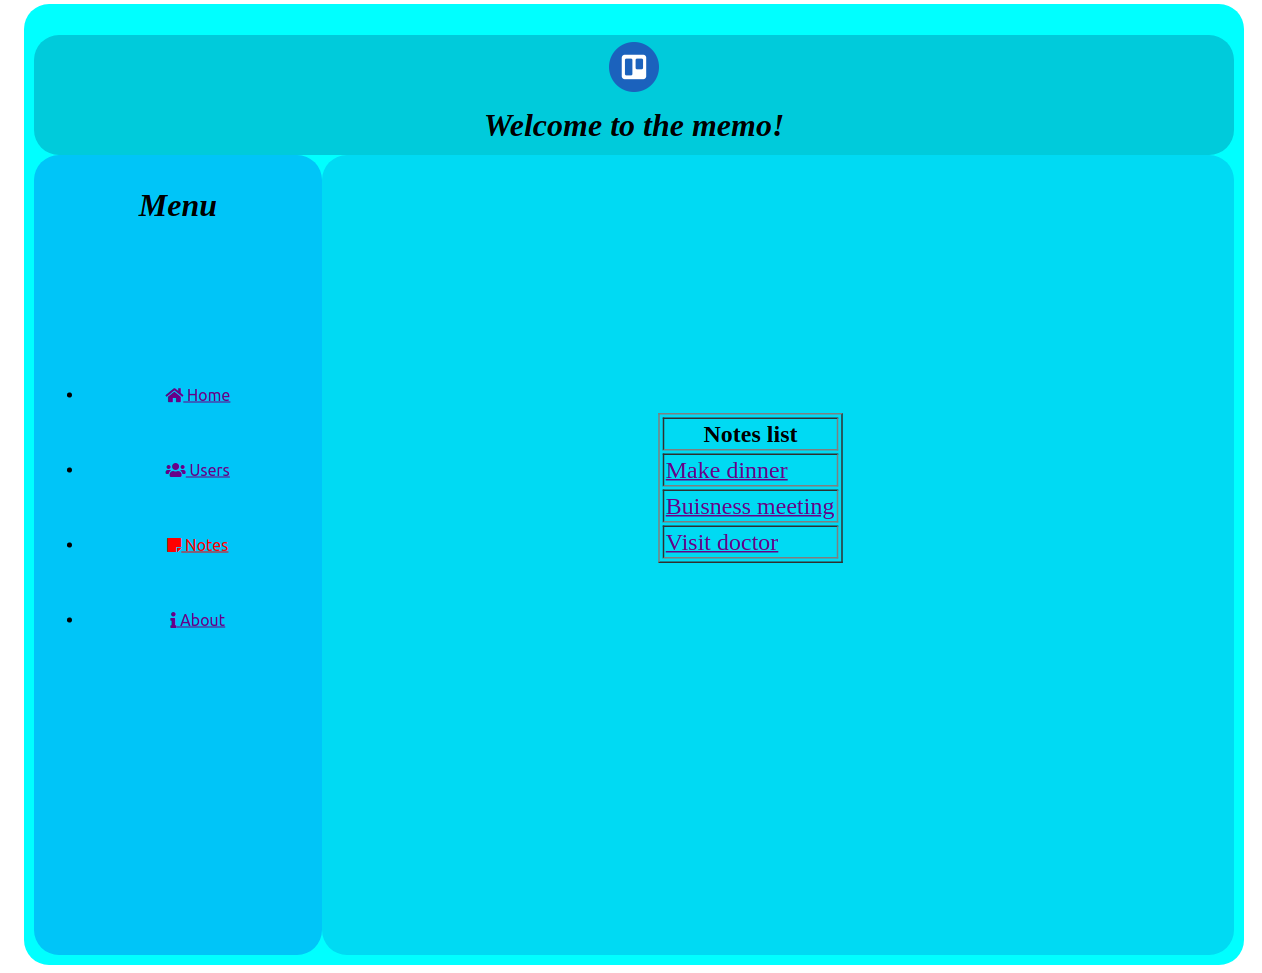 Welcome to the memo!
Menu
Home
Users
Notes
About
Notes list
Make dinner
Buisness meeting
Visit doctor